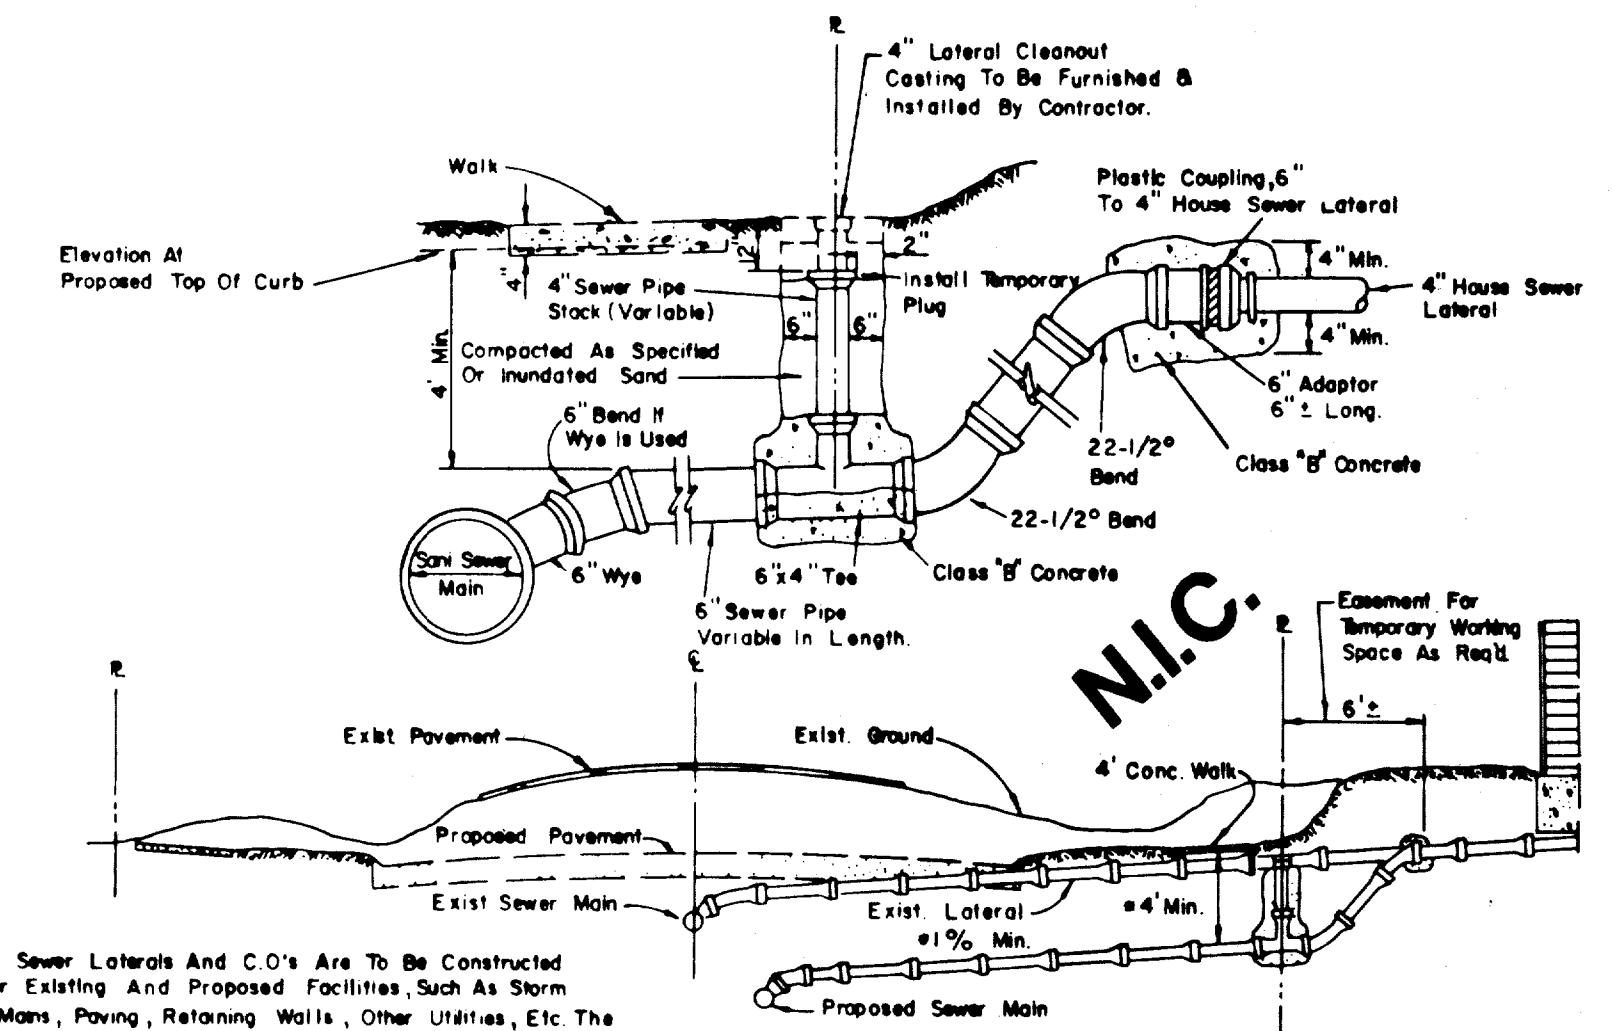 PL
4" Lateral Cleanout
Casting To Be Furnished &
Installed By Contractor.
Walk
Plastic Coupling, 6"
To 4" House Sewer Lateral
Elevation At
Proposed Top Of Curb
4"
12"
2"
4" Min.
4" Sewer Pipe
Stack (Variable)
Install Temporary
Plug
4" House Sewer
Lateral
6"
6"
4" Min.
4' Min.
Compacted As Specified
Or Inundated Sand
6" Adaptor
6" ± Long.
6" Bend If
Wye Is Used
22-1/2°
Bend
Class "B" Concrete
22-1/2° Bend
Sani Sewer
Main
6" Wye
6"x4" Tee
Class "B" Concrete
6" Sewer Pipe
Variable In Length.
N.I.C.
Easement For
Temporary Working
Space As Req'd.
PL
CL
PL
6' ±
Exist Pavement
Exist. Ground
4' Conc. Walk
Proposed Pavement
Exist Sewer Main
Exist. Lateral
1% Min.
4' Min.
Proposed Sewer Main
Sewer Laterals And C.O's Are To Be Constructed
Existing And Proposed Facilities, Such As Storm
Mains, Paving, Retaining Walls, Other Utilities, Etc. The